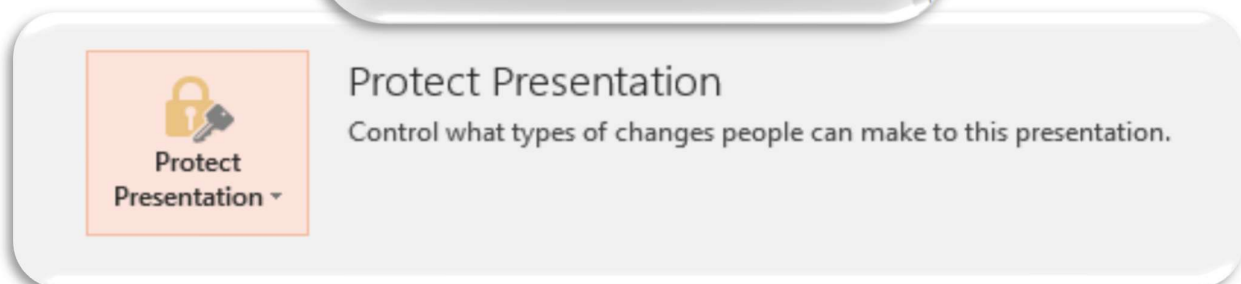 Protect
Presentation
Protect Presentation
Control what types of changes people can make to this presentation.